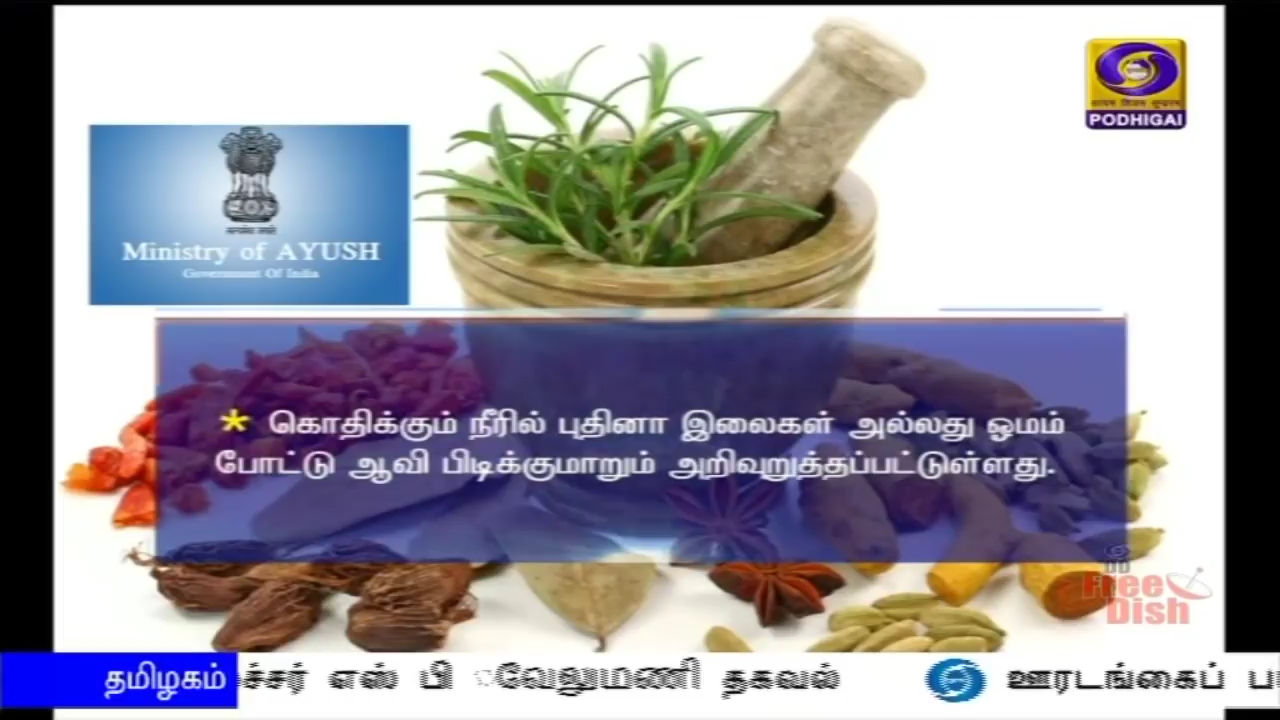 PODHIGAI
Ministry of AYUSH
Government Of India
* கொதிக்கும் நீரில் புதினா இலைகள் அல்லது ஓமம்
போட்டு ஆவி பிடிக்குமாறும் அறிவுறுத்தப்பட்டுள்ளது.
DD
Free
Dish
தமிழகம் ச்சர் எஸ் பி வேலுமணி தகவல் ஊரடங்கைப்